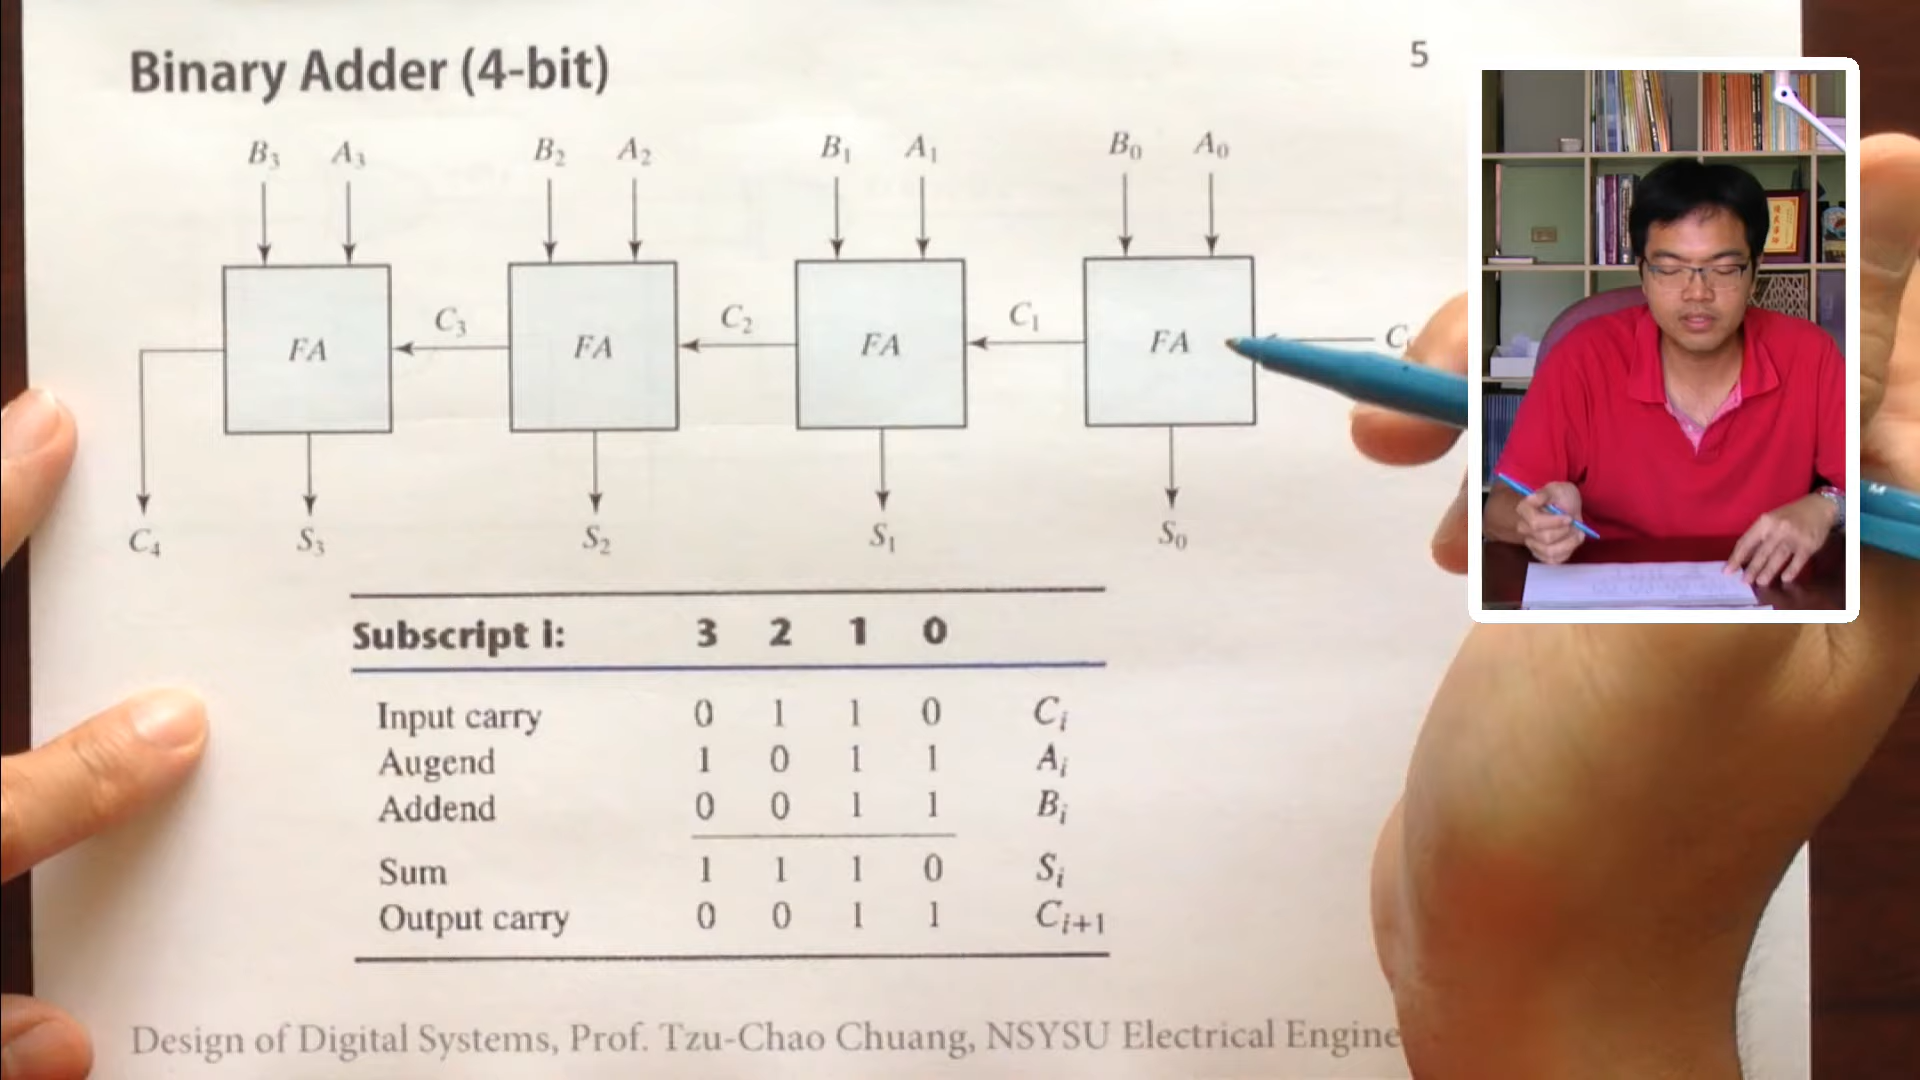 Binary Adder (4-bit)
5
B3 A3 B2 A2 B1 A1 B0 A0
FA C3 FA C2 FA C1 FA C
C4 S3 S2 S1 S0
Subscript i: 3 2 1 0
Input carry 0 1 1 0 Ci
Augend 1 0 1 1 Ai
Addend 0 0 1 1 Bi
Sum 1 1 1 0 Si
Output carry 0 0 1 1 Ci+1
Design of Digital Systems, Prof. Tzu-Chao Chuang, NSYSU Electrical Engine